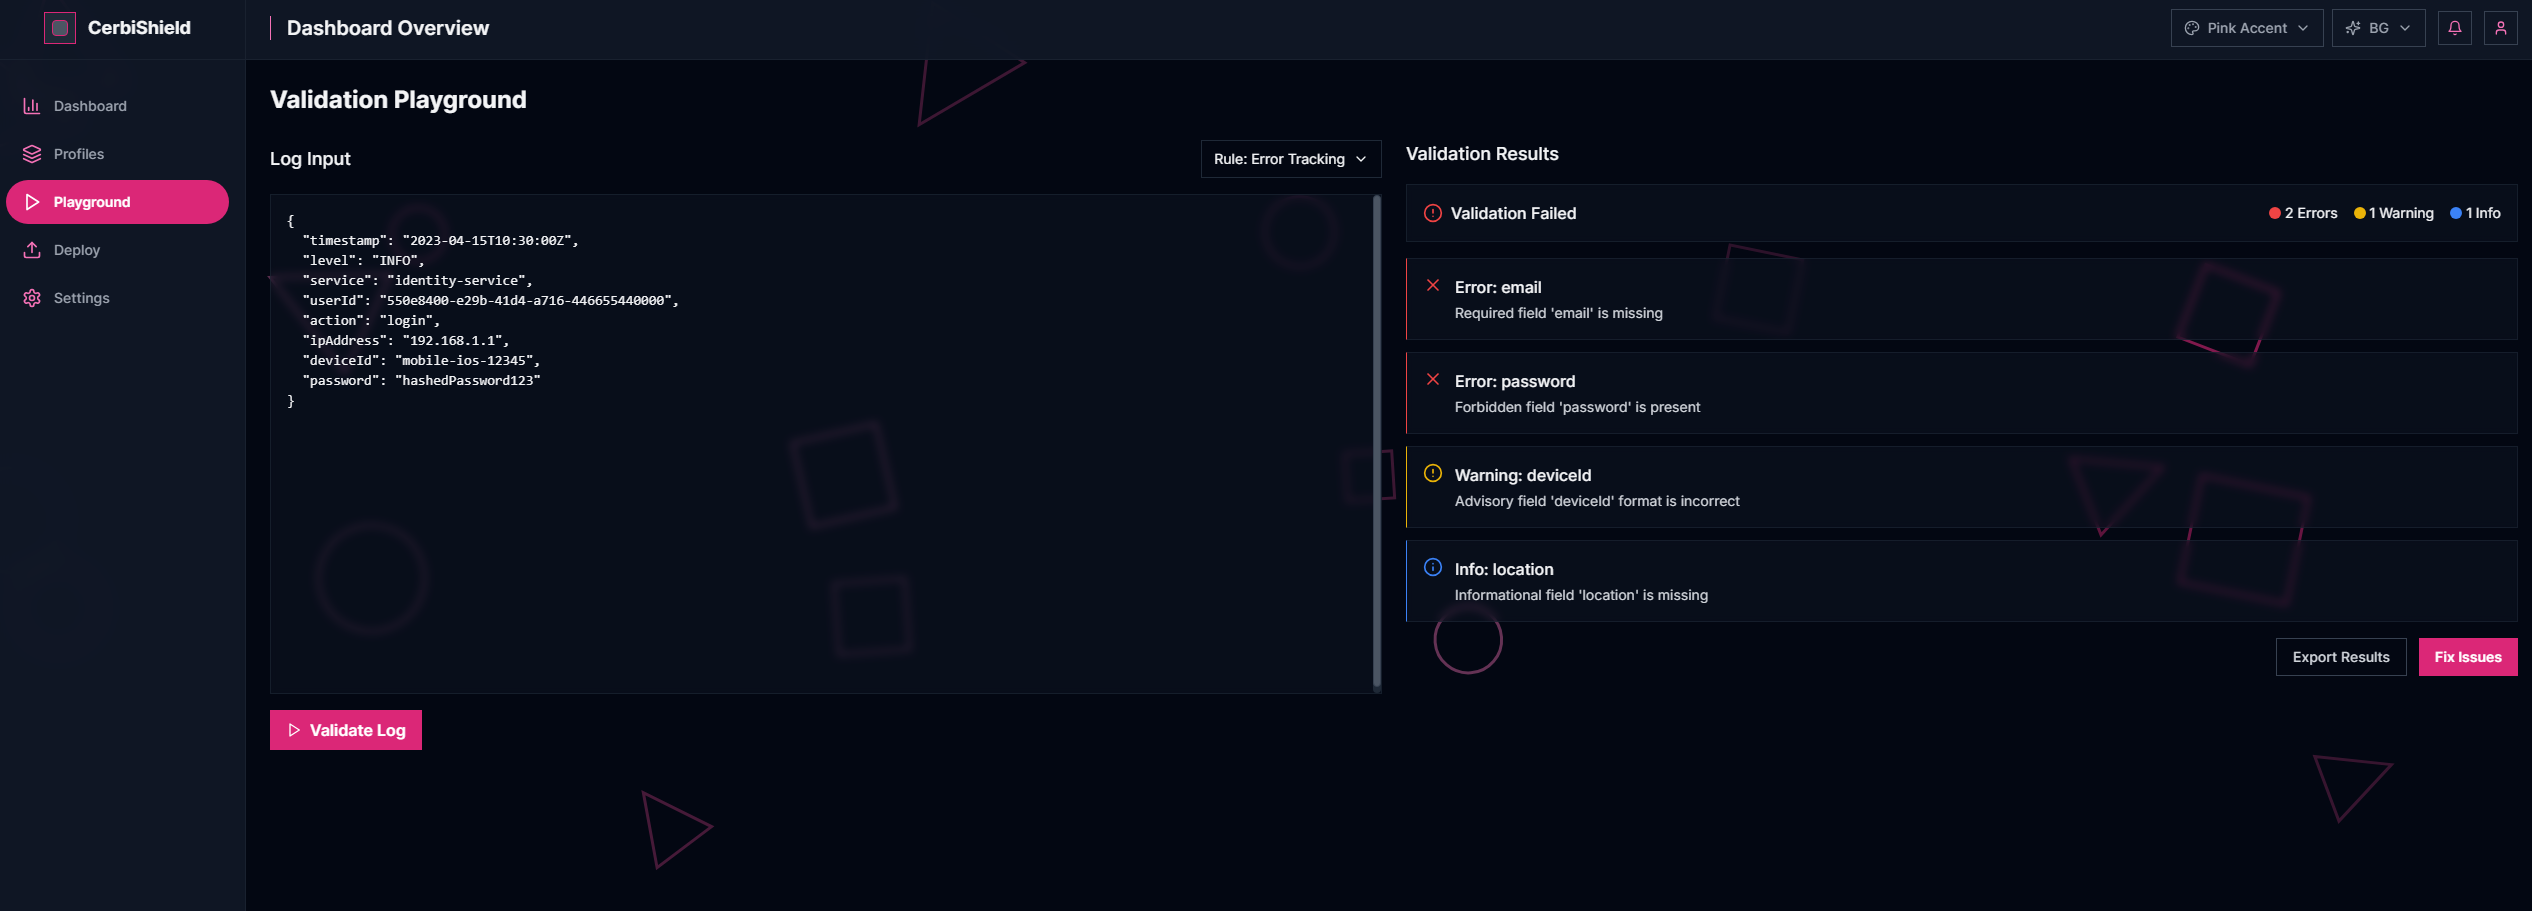 CerbiShield
Dashboard Overview
Pink Accent
BG
Dashboard
Profiles
Playground
Deploy
Settings
Validation Playground
Log Input
Rule: Error Tracking
{
"timestamp": "2023-04-15T10:30:00Z",
"level": "INFO",
"service": "identity-service",
"userId": "550e8400-e29b-41d4-a716-446655440000",
"action": "login",
"ipAddress": "192.168.1.1",
"deviceId": "mobile-ios-12345",
"password": "hashedPassword123"
}
Validate Log
Validation Results
Validation Failed
2 Errors
1 Warning
1 Info
Error: email
Required field 'email' is missing
Error: password
Forbidden field 'password' is present
Warning: deviceId
Advisory field 'deviceId' format is incorrect
Info: location
Informational field 'location' is missing
Export Results
Fix Issues